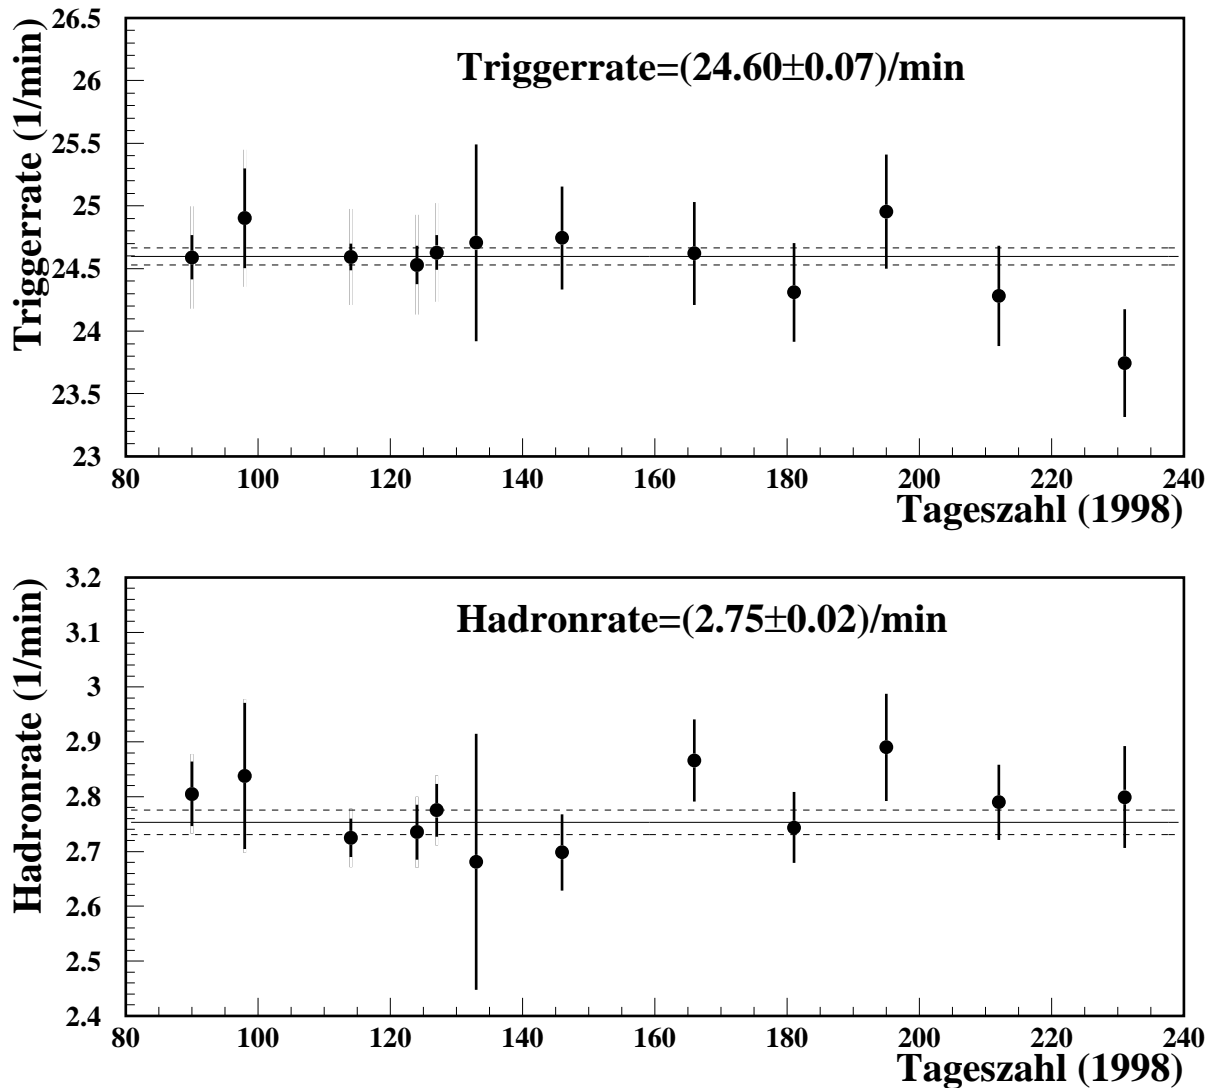 Triggerrate (1/min)
26.5
26
25.5
25
24.5
24
23.5
23
Triggerrate=(24.60±0.07)/min
80 100 120 140 160 180 200 220 240
Tageszahl (1998)
Hadronrate (1/min)
3.2
3.1
3
2.9
2.8
2.7
2.6
2.5
2.4
Hadronrate=(2.75±0.02)/min
80 100 120 140 160 180 200 220 240
Tageszahl (1998)